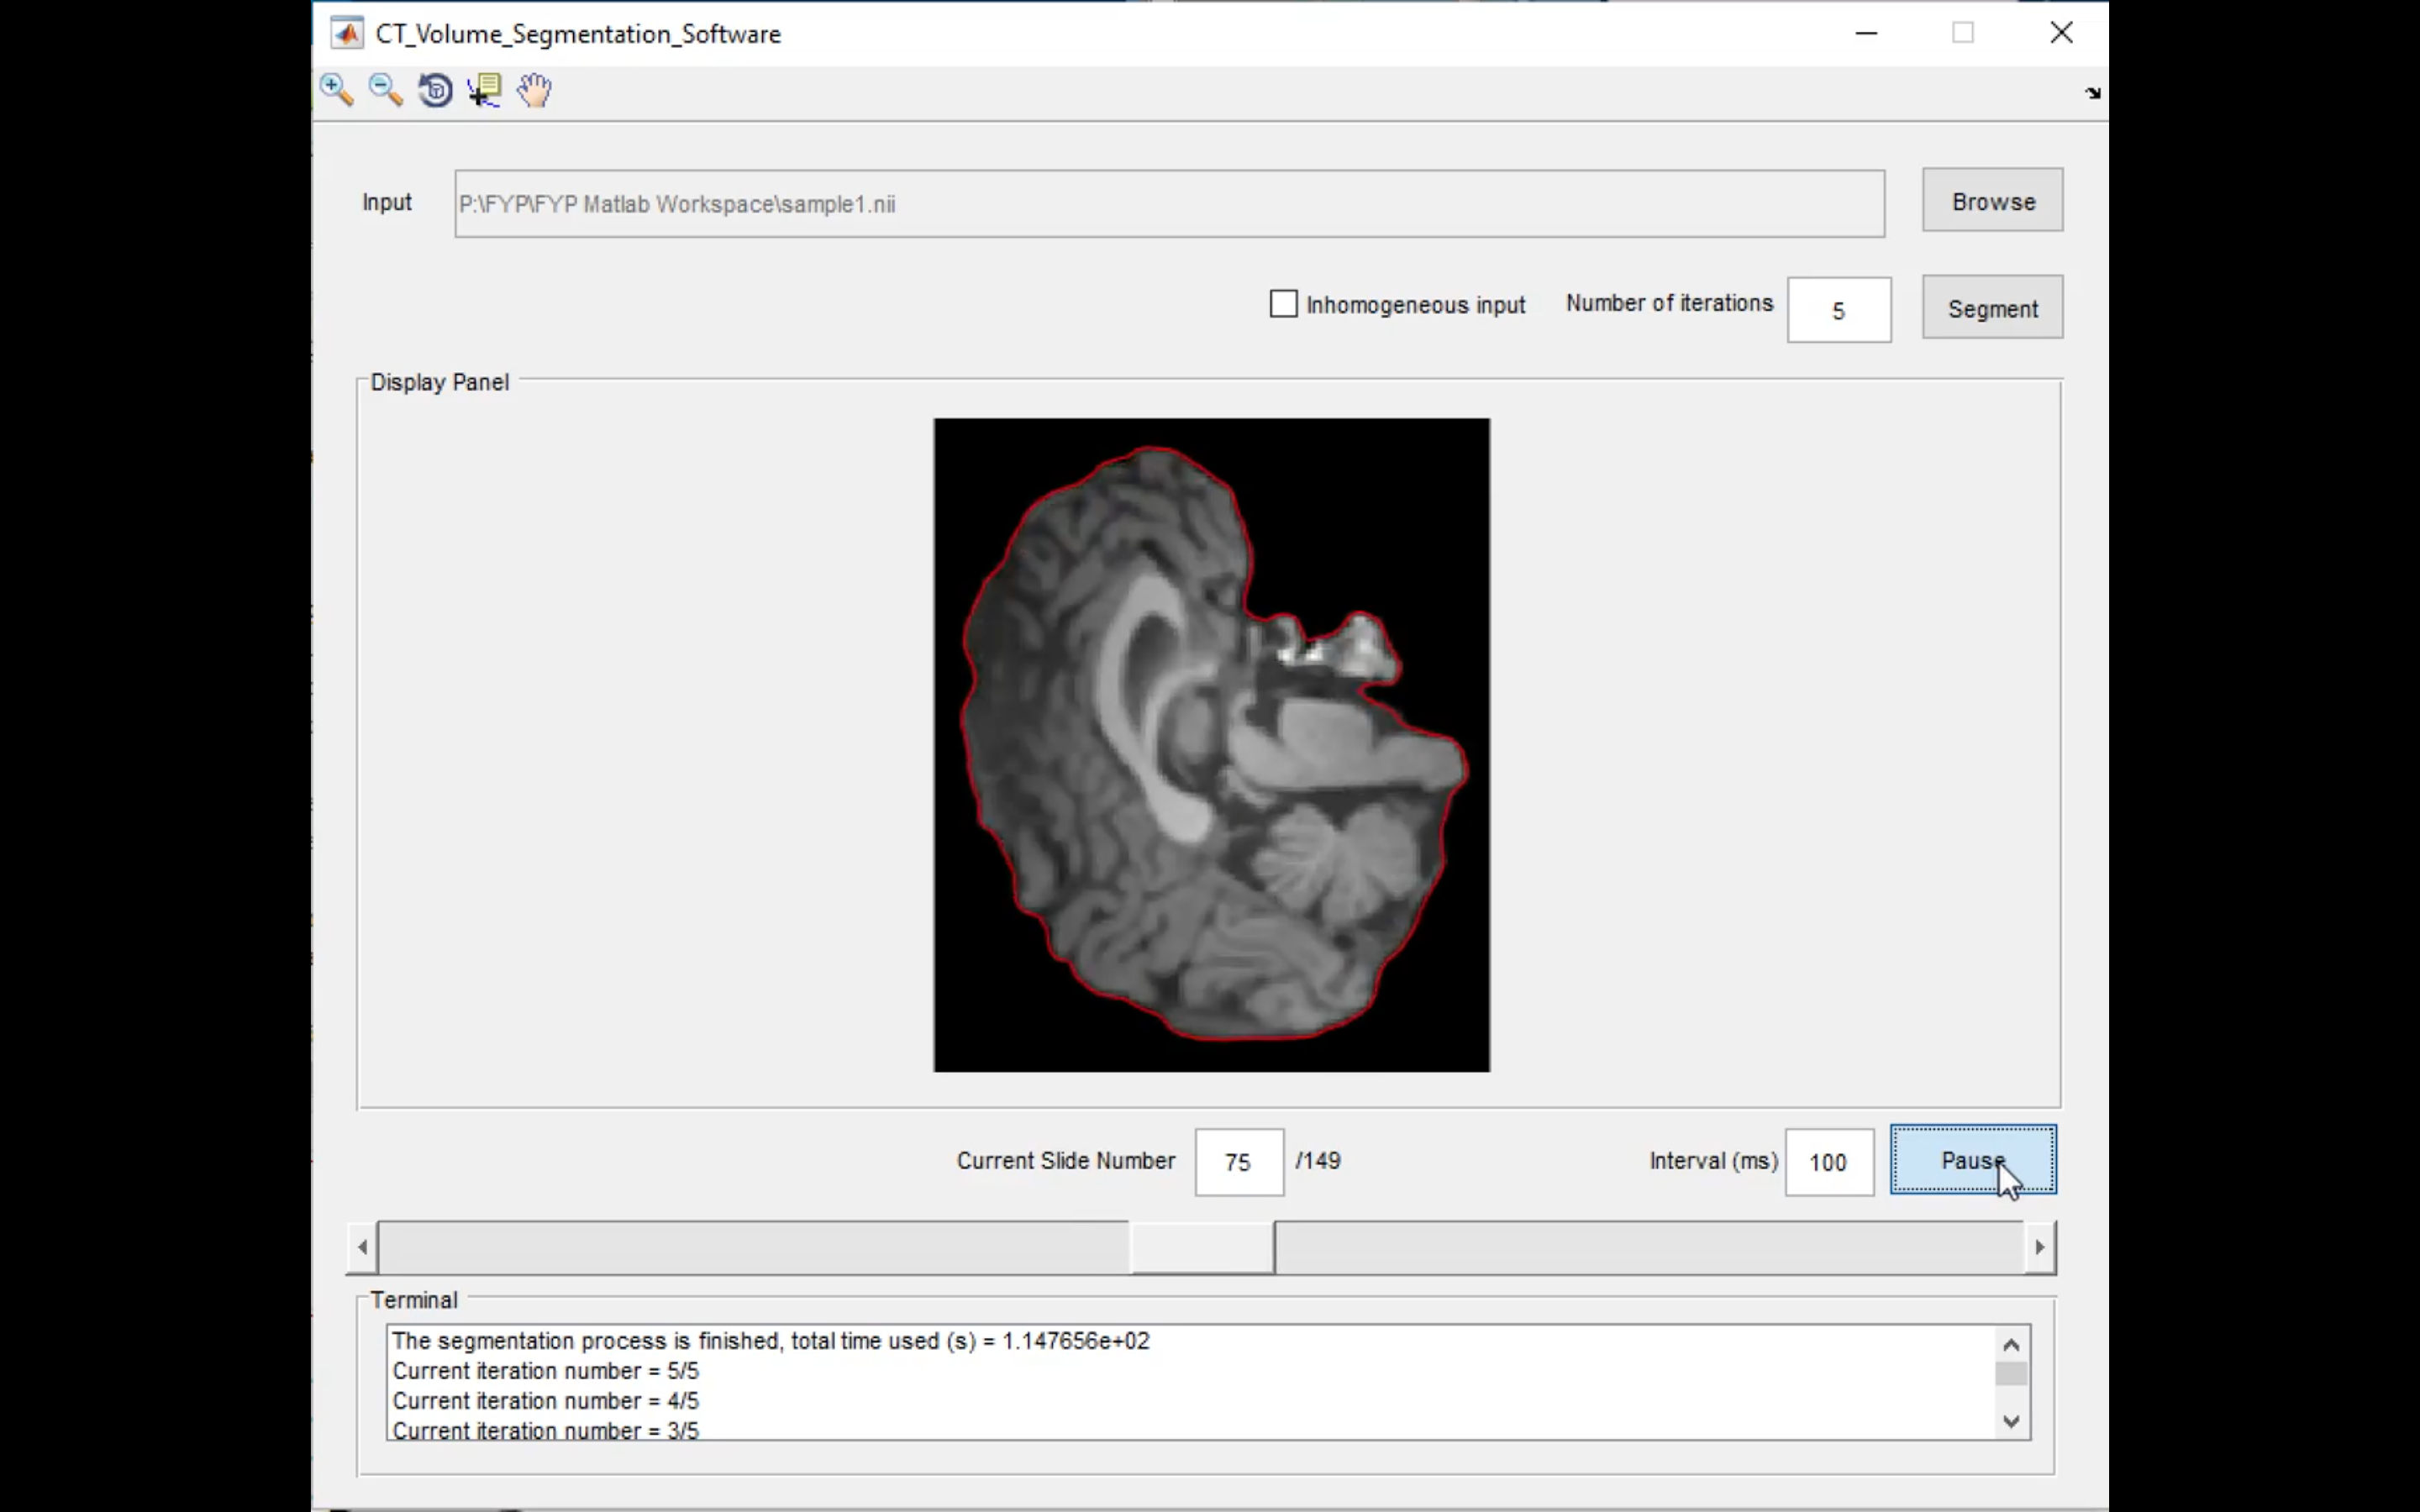 CT_Volume_Segmentation_Software
Input
P:\FYP\FYP Matlab Workspace\sample1.nii
Browse
Inhomogeneous input
Number of iterations
5
Segment
Display Panel
Current Slide Number
75
/149
Interval (ms)
100
Pause
Terminal
The segmentation process is finished, total time used (s) = 1.147656e+02
Current iteration number = 5/5
Current iteration number = 4/5
Current iteration number = 3/5